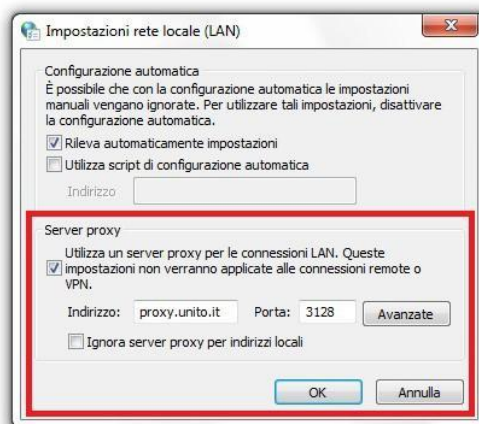 Impostazioni rete locale (LAN)
Configurazione automatica
È possibile che con la configurazione automatica le impostazioni
manuali vengano ignorate. Per utilizzare tali impostazioni, disattivare
la configurazione automatica.
Rileva automaticamente impostazioni
Utilizza script di configurazione automatica
Indirizzo
Server proxy
Utilizza un server proxy per le connessioni LAN. Queste
impostazioni non verranno applicate alle connessioni remote o
VPN.
Indirizzo: proxy.unito.it Porta: 3128 Avanzate
Ignora server proxy per indirizzi locali
OK Annulla